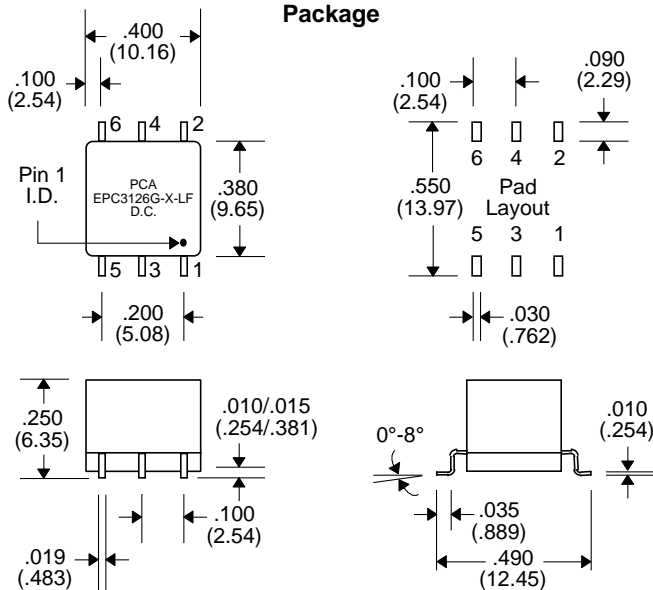 Package
.400
(10.16)
.100
(2.54)
6 4 2
Pin 1
I.D.
PCA
EPC3126G-X-LF
D.C.
.380
(9.65)
5 3 1
.200
(5.08)
.100
(2.54)
.090
(2.29)
6 4 2
.550
(13.97)
Pad
Layout
5 3 1
.030
(.762)
.250
(6.35)
.010/.015
(.254/.381)
.100
(2.54)
.019
(.483)
0°-8°
.010
(.254)
.035
(.889)
.490
(12.45)